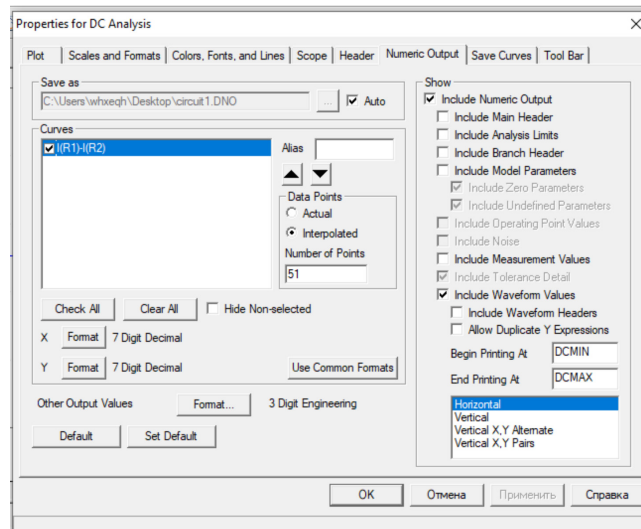 Properties for DC Analysis
Plot
Scales and Formats
Colors, Fonts, and Lines
Scope
Header
Numeric Output
Save Curves
Tool Bar
Save as
C:\Users\whxeqh\Desktop\circuit1.DNO
...
Auto
Curves
I(R1)-I(R2)
Alias
Data Points
Actual
Interpolated
Number of Points
51
Check All
Clear All
Hide Non-selected
X Format 7 Digit Decimal
Y Format 7 Digit Decimal
Use Common Formats
Other Output Values
Format...
3 Digit Engineering
Default
Set Default
Show
Include Numeric Output
Include Main Header
Include Analysis Limits
Include Branch Header
Include Model Parameters
Include Zero Parameters
Include Undefined Parameters
Include Operating Point Values
Include Noise
Include Measurement Values
Include Tolerance Detail
Include Waveform Values
Include Waveform Headers
Allow Duplicate Y Expressions
Begin Printing At DCMIN
End Printing At DCMAX
Horizontal
Vertical
Vertical X,Y Alternate
Vertical X,Y Pairs
OK
Отмена
Применить
Справка